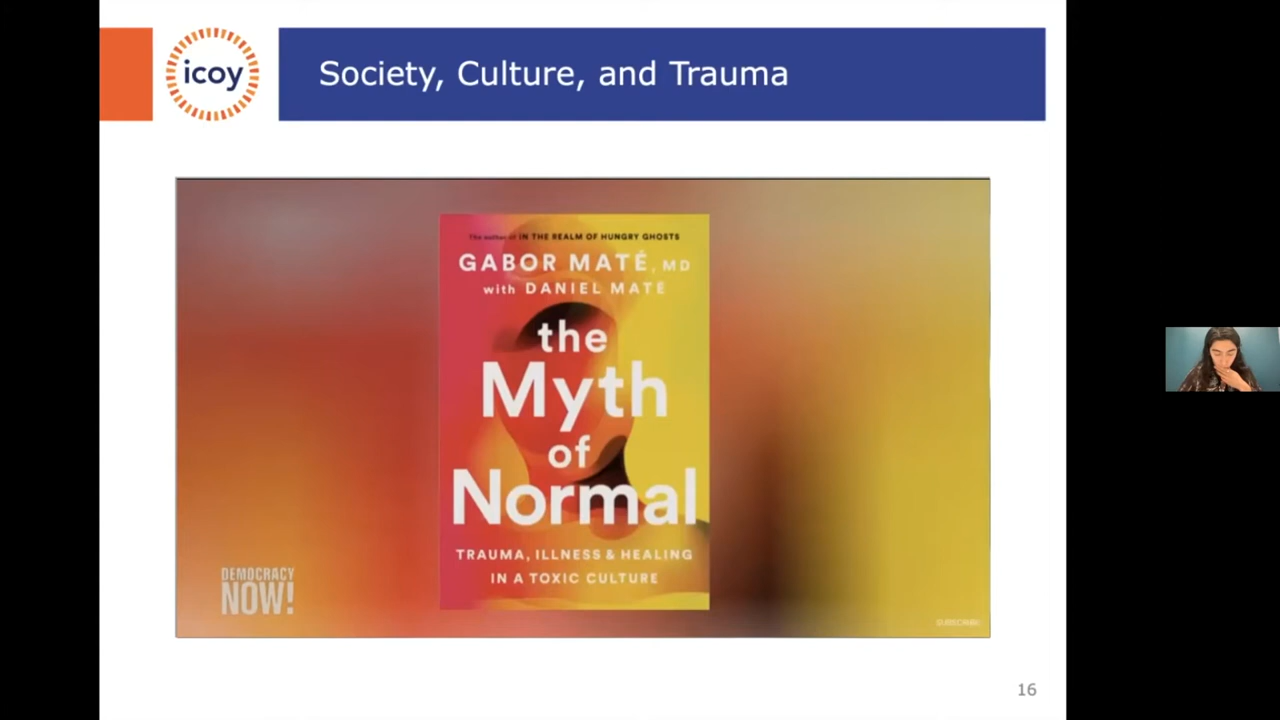 icoy
Society, Culture, and Trauma
The author of IN THE REALM OF HUNGRY GHOSTS
GABOR MATÉ, MD
with DANIEL MATÉ
the
Myth
of
Normal
TRAUMA, ILLNESS & HEALING
IN A TOXIC CULTURE
DEMOCRACY
NOW!
SUBSCRIBE
16